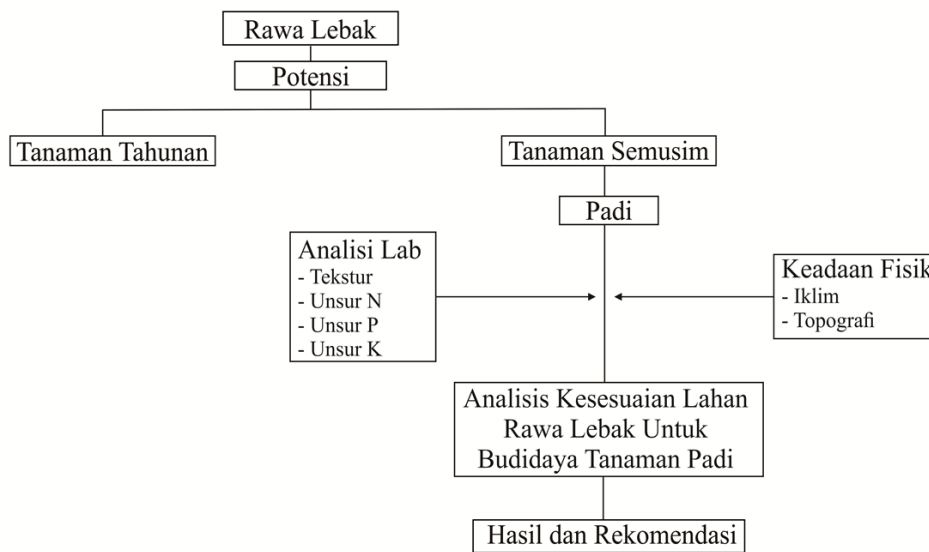 Rawa Lebak
Potensi
Tanaman Tahunan
Tanaman Semusim
Padi
Analisi Lab
- Tekstur
- Unsur N
- Unsur P
- Unsur K
Keadaan Fisik
- Iklim
- Topografi
Analisis Kesesuaian Lahan
Rawa Lebak Untuk
Budidaya Tanaman Padi
Hasil dan Rekomendasi